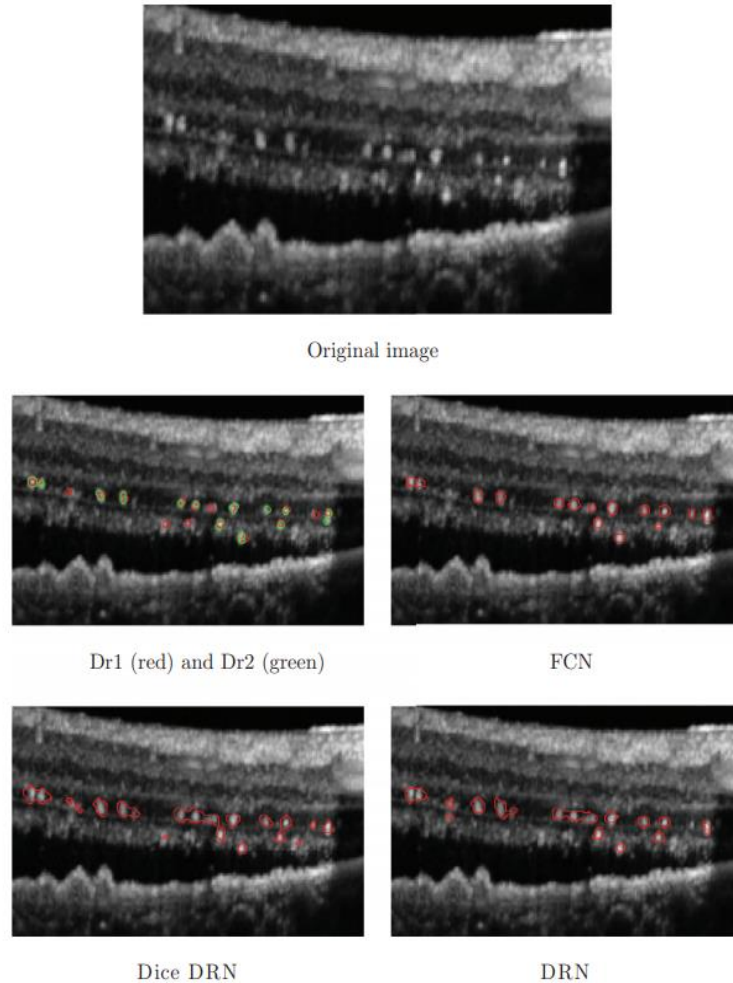 Original image
Dr1 (red) and Dr2 (green)
FCN
Dice DRN
DRN